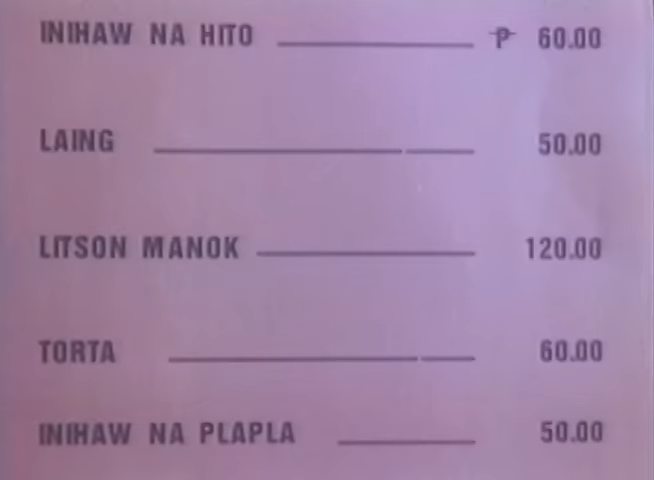 INIHAW NA HITO ₱ 60.00
LAING 50.00
LITSON MANOK 120.00
TORTA 60.00
INIHAW NA PLAPLA 50.00